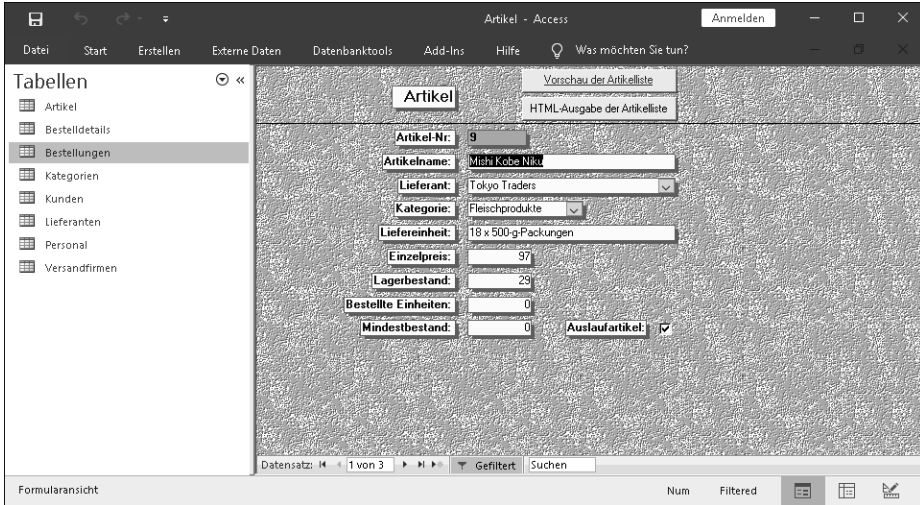 Artikel - Access
Anmelden
Datei Start Erstellen Externe Daten Datenbanktools Add-Ins Hilfe Was möchten Sie tun?
Tabellen
Artikel
Bestelldetails
Bestellungen
Kategorien
Kunden
Lieferanten
Personal
Versandfirmen
Artikel
Vorschau der Artikelliste
HTML-Ausgabe der Artikelliste
Artikel-Nr: 9
Artikelname: Mishi Kobe Niku
Lieferant: Tokyo Traders
Kategorie: Fleischprodukte
Liefereinheit: 18 x 500-g-Packungen
Einzelpreis: 97
Lagerbestand: 29
Bestellte Einheiten: 0
Mindestbestand: 0 Auslaufartikel:
Datensatz: 1 von 3 Gefiltert Suchen
Formularansicht Num Filtered